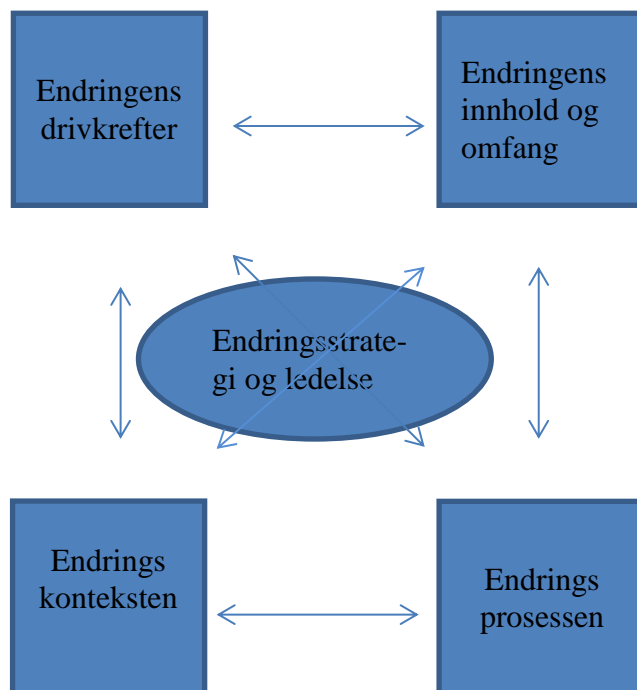 Endringens
drivkrefter
Endringens
innhold og
omfang
Endringsstrate-
gi og ledelse
Endrings
konteksten
Endrings
prosessen